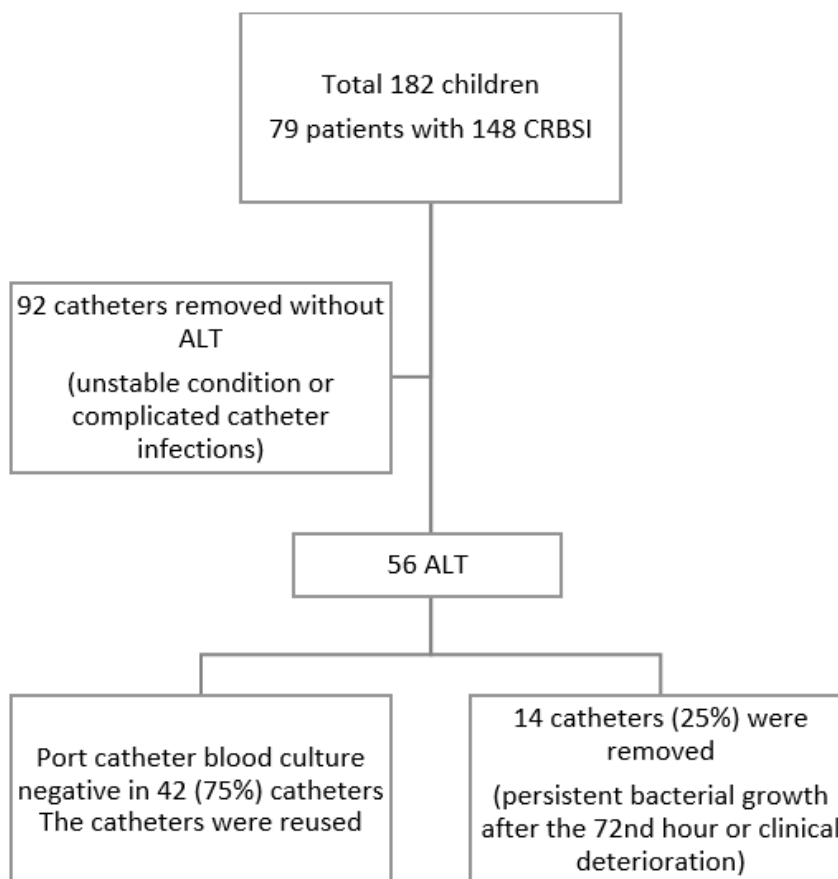 Total 182 children
79 patients with 148 CRBSI
92 catheters removed without
ALT
(unstable condition or
complicated catheter
infections)
56 ALT
Port catheter blood culture
negative in 42 (75%) catheters
The catheters were reused
14 catheters (25%) were
removed
(persistent bacterial growth
after the 72nd hour or clinical
deterioration)